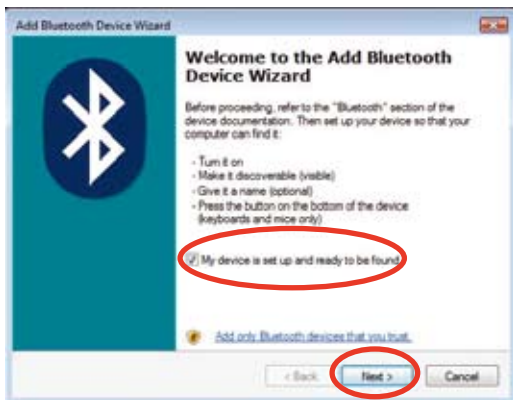 Add Bluetooth Device Wizard
Welcome to the Add Bluetooth
Device Wizard
Before proceeding, refer to the "Bluetooth" section of the
device documentation. Then set up your device so that your
computer can find it:
- Turn it on
- Make it discoverable (visible)
- Give it a name (optional)
- Press the button on the bottom of the device
(keyboards and mice only)
My device is set up and ready to be found.
Add only Bluetooth devices that you trust.
< Back
Next >
Cancel